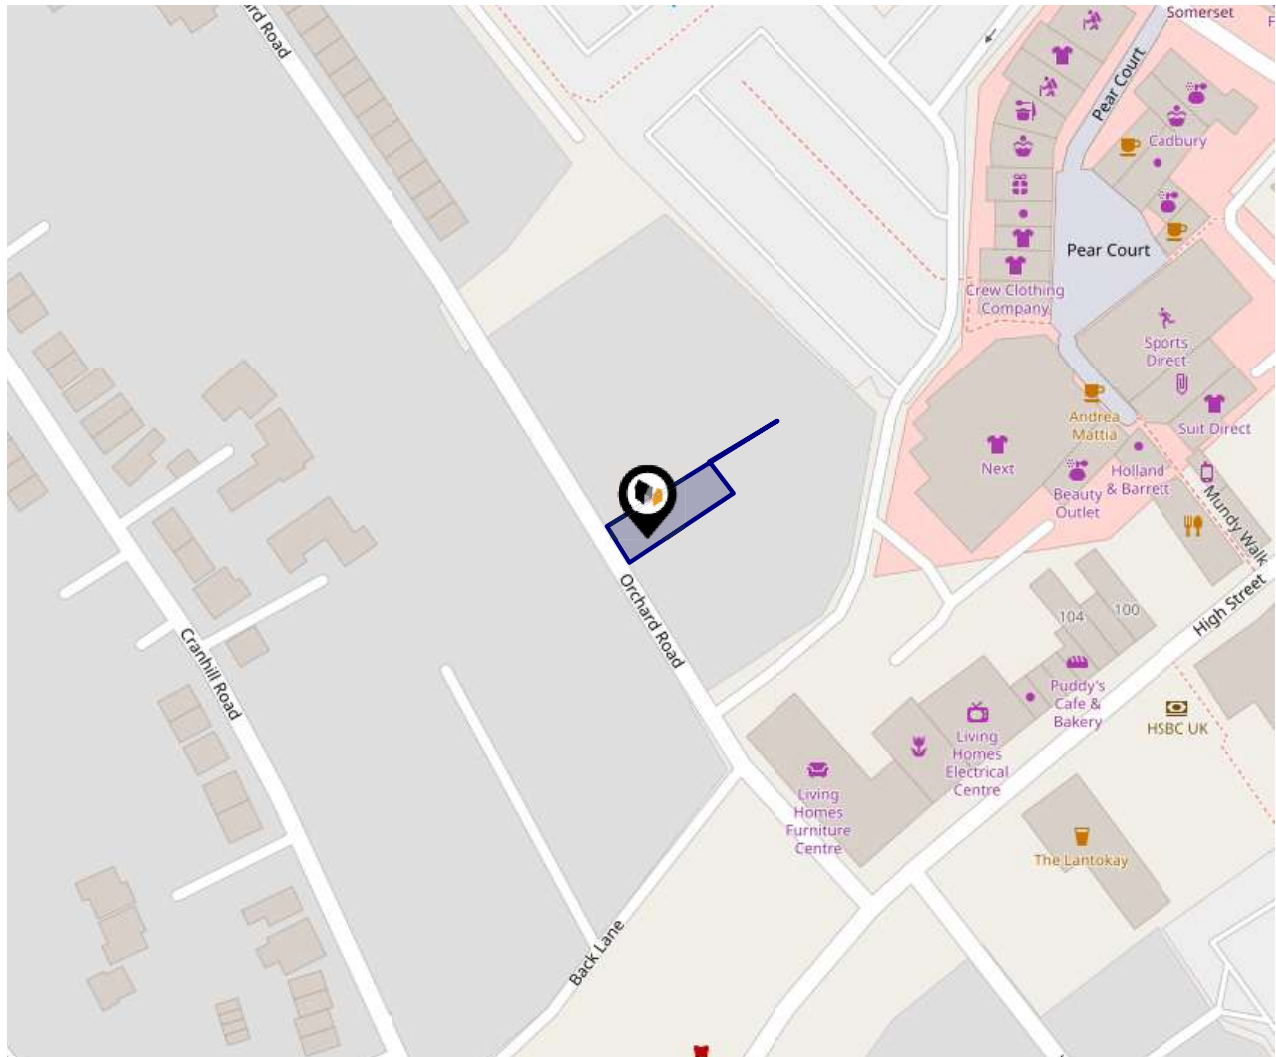 ard Road
Somerset
Pear Court
Cadbury
Pear Court
Crew Clothing
Company
Sports
Direct
Andrea
Mattia
Suit Direct
Next
Holland
& Barrett
Beauty
Outlet
Mundy Walk
Orchard Road
High Street
104
100
Cranhill Road
Puddy's
Cafe &
Bakery
HSBC UK
Living
Homes
Electrical
Centre
Living
Homes
Furniture
Centre
The Lantokay
Back Lane